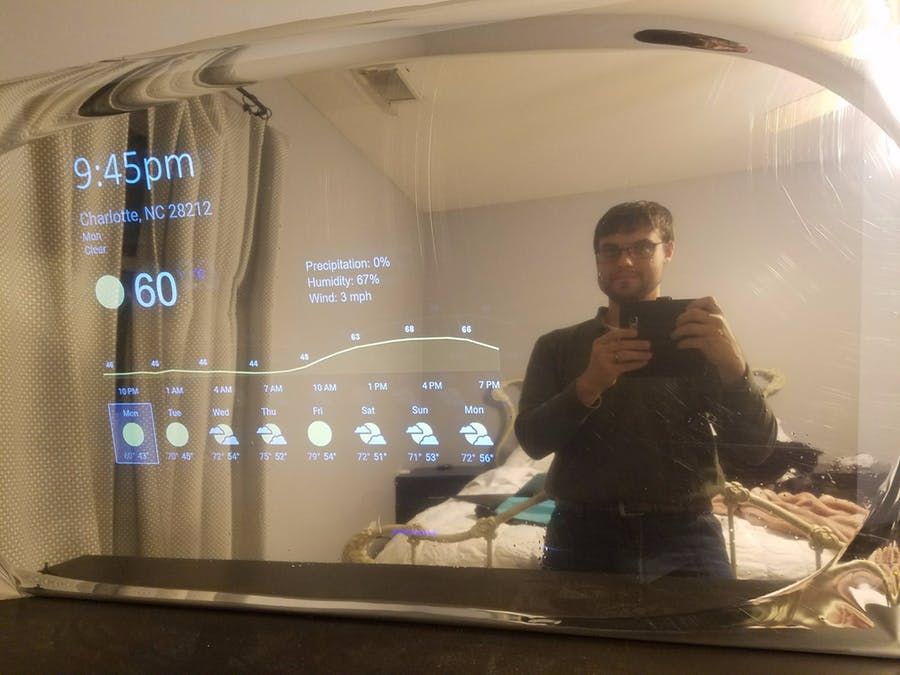 9:45pm
Charlotte, NC 28212
Mon
Clear
60
Precipitation: 0%
Humidity: 67%
Wind: 3 mph
46 45 44 44 48 63 68 66
10 PM 1 AM 4 AM 7 AM 10 AM 1 PM 4 PM 7 PM
Mon Tue Wed Thu Fri Sat Sun Mon
60° 43° 70° 45° 72° 54° 75° 52° 79° 54° 72° 51° 71° 53° 72° 56°